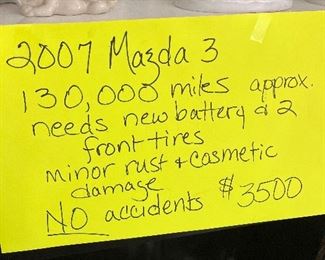 2007 Mazda 3
130,000 miles approx.
needs new battery & 2
front tires
minor rust & cosmetic
damage
NO accidents $3500